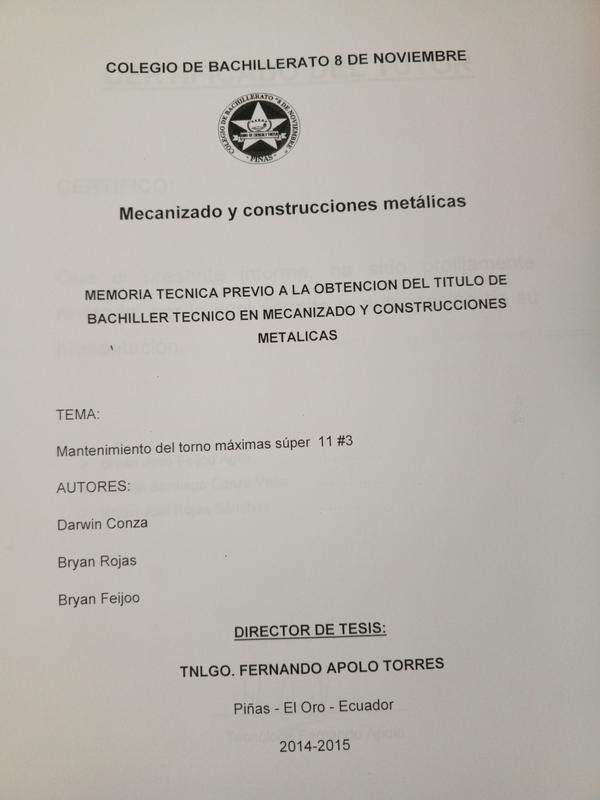 COLEGIO DE BACHILLERATO 8 DE NOVIEMBRE
COLEGIO DE BACHILLERATO "8 DE NOVIEMBRE"
PIÑAS
Mecanizado y construcciones metálicas
MEMORIA TECNICA PREVIO A LA OBTENCION DEL TITULO DE
BACHILLER TECNICO EN MECANIZADO Y CONSTRUCCIONES
METALICAS
TEMA:
Mantenimiento del torno máximas súper 11 #3
AUTORES:
Darwin Conza
Bryan Rojas
Bryan Feijoo
DIRECTOR DE TESIS:
TNLGO. FERNANDO APOLO TORRES
Piñas - El Oro - Ecuador
2014-2015